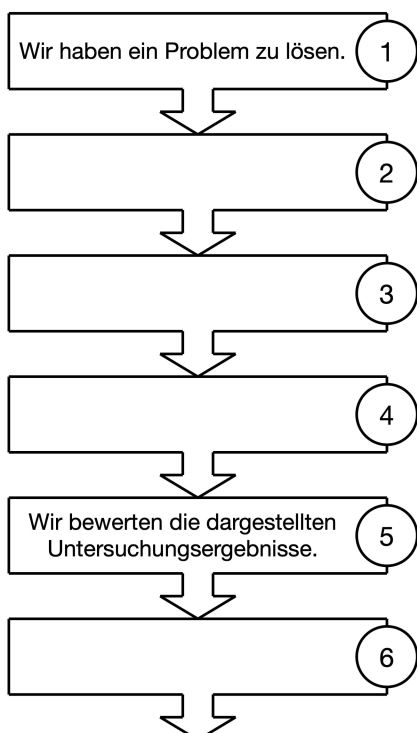 Wir haben ein Problem zu lösen.
1
2
3
4
Wir bewerten die dargestellten
Untersuchungsergebnisse.
5
6